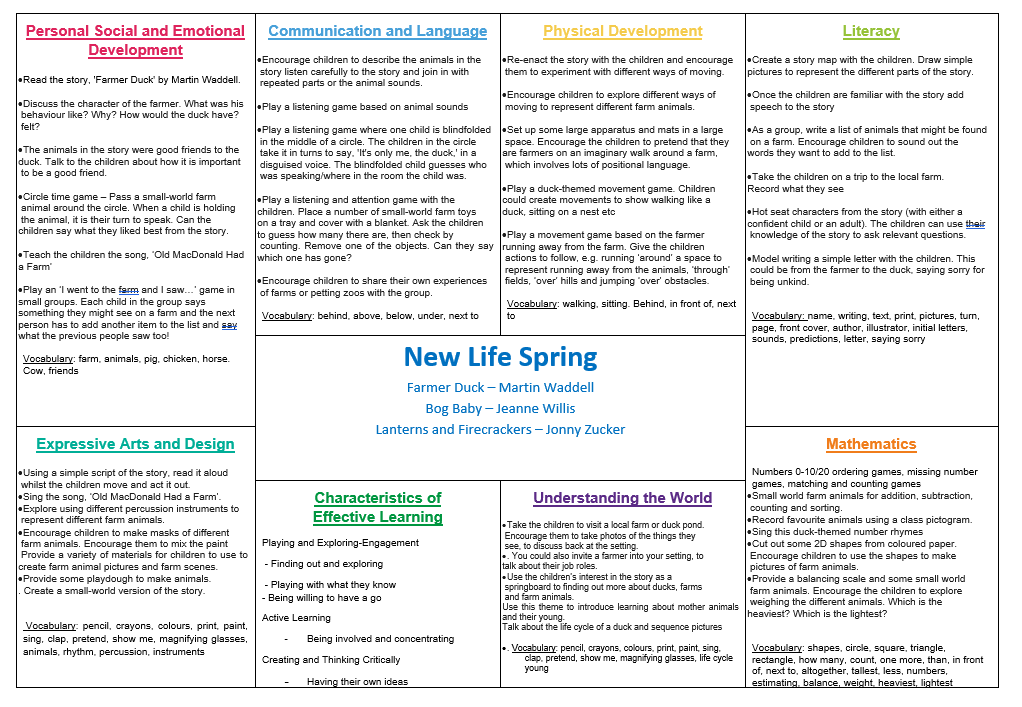 Personal Social and Emotional
Development
•Read the story, 'Farmer Duck' by Martin Waddell.
•Discuss the character of the farmer. What was his
behaviour like? Why? How would the duck have?
felt?
•The animals in the story were good friends to the
duck. Talk to the children about how it is important
to be a good friend.
•Circle time game – Pass a small-world farm
animal around the circle. When a child is holding
the animal, it is their turn to speak. Can the
children say what they liked best from the story.
•Teach the children the song, 'Old MacDonald Had
a Farm'
•Play an 'I went to the farm and I saw…' game in
small groups. Each child in the group says
something they might see on a farm and the next
person has to add another item to the list and say
what the previous people saw too!
Vocabulary: farm, animals, pig, chicken, horse.
Cow, friends
Communication and Language
•Encourage children to describe the animals in the
story listen carefully to the story and join in with
repeated parts or the animal sounds.
•Play a listening game based on animal sounds
•Play a listening game where one child is blindfolded
in the middle of a circle. The children in the circle
take it in turns to say, 'It's only me, the duck,' in a
disguised voice. The blindfolded child guesses who
was speaking/where in the room the child was.
•Play a listening and attention game with the
children. Place a number of small-world farm toys
on a tray and cover with a blanket. Ask the children
to guess how many there are, then check by
counting. Remove one of the objects. Can they say
which one has gone?
•Encourage children to share their own experiences
of farms or petting zoos with the group.
Vocabulary: behind, above, below, under, next to
Physical Development
•Re-enact the story with the children and encourage
them to experiment with different ways of moving.
•Encourage children to explore different ways of
moving to represent different farm animals.
•Set up some large apparatus and mats in a large
space. Encourage the children to pretend that they
are farmers on an imaginary walk around a farm,
which involves lots of positional language.
•Play a duck-themed movement game. Children
could create movements to show walking like a
duck, sitting on a nest etc
•Play a movement game based on the farmer
running away from the farm. Give the children
actions to follow, e.g. running 'around' a space to
represent running away from the animals, 'through'
fields, 'over' hills and jumping 'over' obstacles.
Vocabulary: walking, sitting. Behind, in front of, next
to
Literacy
•Create a story map with the children. Draw simple
pictures to represent the different parts of the story.
•Once the children are familiar with the story add
speech to the story
•As a group, write a list of animals that might be found
on a farm. Encourage children to sound out the
words they want to add to the list.
•Take the children on a trip to the local farm.
Record what they see
•Hot seat characters from the story (with either a
confident child or an adult). The children can use their
knowledge of the story to ask relevant questions.
•Model writing a simple letter with the children. This
could be from the farmer to the duck, saying sorry for
being unkind.
Vocabulary: name, writing, text, print, pictures, turn,
page, front cover, author, illustrator, initial letters,
sounds, predictions, letter, saying sorry
New Life Spring
Farmer Duck – Martin Waddell
Bog Baby – Jeanne Willis
Lanterns and Firecrackers – Jonny Zucker
Expressive Arts and Design
•Using a simple script of the story, read it aloud
whilst the children move and act it out.
•Sing the song, 'Old MacDonald Had a Farm'.
•Explore using different percussion instruments to
represent different farm animals.
•Encourage children to make masks of different
farm animals. Encourage them to mix the paint
Provide a variety of materials for children to use to
create farm animal pictures and farm scenes.
•Provide some playdough to make animals.
. Create a small-world version of the story.
Vocabulary: pencil, crayons, colours, print, paint,
sing, clap, pretend, show me, magnifying glasses,
animals, rhythm, percussion, instruments
Characteristics of
Effective Learning
Playing and Exploring-Engagement
- Finding out and exploring
- Playing with what they know
- Being willing to have a go
Active Learning
- Being involved and concentrating
Creating and Thinking Critically
- Having their own ideas
Understanding the World
•Take the children to visit a local farm or duck pond.
Encourage them to take photos of the things they
see, to discuss back at the setting.
•. You could also invite a farmer into your setting, to
talk about their job roles.
•Use the children's interest in the story as a
springboard to finding out more about ducks, farms
and farm animals.
Use this theme to introduce learning about mother animals
and their young.
Talk about the life cycle of a duck and sequence pictures
•. Vocabulary: pencil, crayons, colours, print, paint, sing,
clap, pretend, show me, magnifying glasses, life cycle
young
Mathematics
Numbers 0-10/20 ordering games, missing number
games, matching and counting games
•Small world farm animals for addition, subtraction,
counting and sorting.
•Record favourite animals using a class pictogram.
•Sing this duck-themed number rhymes
•Cut out some 2D shapes from coloured paper.
Encourage children to use the shapes to make
pictures of farm animals.
•Provide a balancing scale and some small world
farm animals. Encourage the children to explore
weighing the different animals. Which is the
heaviest? Which is the lightest?
Vocabulary: shapes, circle, square, triangle,
rectangle, how many, count, one more, than, in front
of, next to, altogether, tallest, less, numbers,
estimating, balance, weight, heaviest, lightest